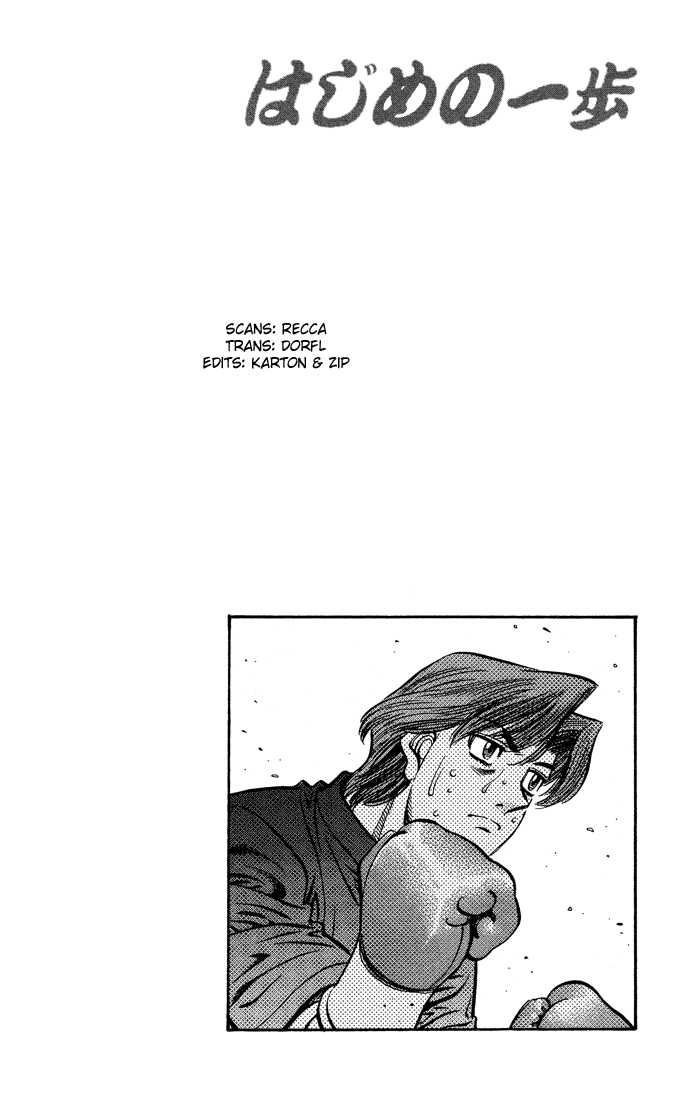 はじめの一歩
SCANS: RECCA
TRANS: DORFL
EDITS: KARTON & ZIP